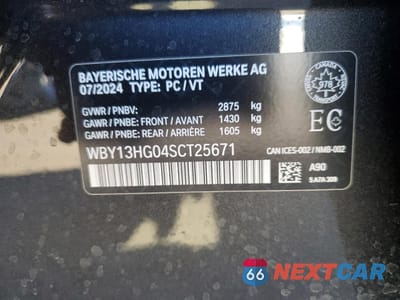 BAYERISCHE MOTOREN WERKE AG
07/2024 TYPE: PC / VT
GVWR / PNBV: 2875 kg
GAWR / PNBE: FRONT / AVANT 1430 kg
GAWR / PNBE: REAR / ARRIÈRE 1605 kg
WBY13HG04SCT25671
CANADA
978
EC
CAN ICES-002 / NMB-002
A90
66 NEXTCAR